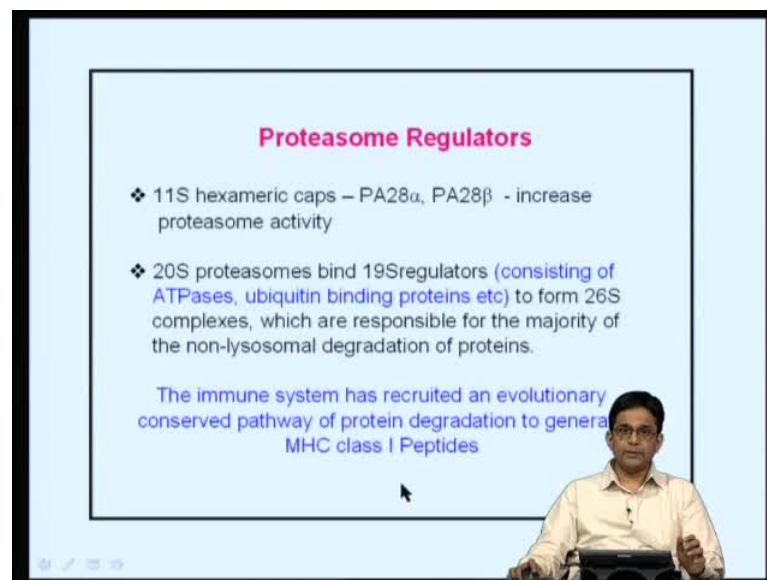 Proteasome Regulators
❖ 11S hexameric caps – PA28α, PA28β - increase
proteasome activity
❖ 20S proteasomes bind 19Sregulators (consisting of
ATPases, ubiquitin binding proteins etc) to form 26S
complexes, which are responsible for the majority of
the non-lysosomal degradation of proteins.
The immune system has recruited an evolutionary
conserved pathway of protein degradation to genera
MHC class I Peptides